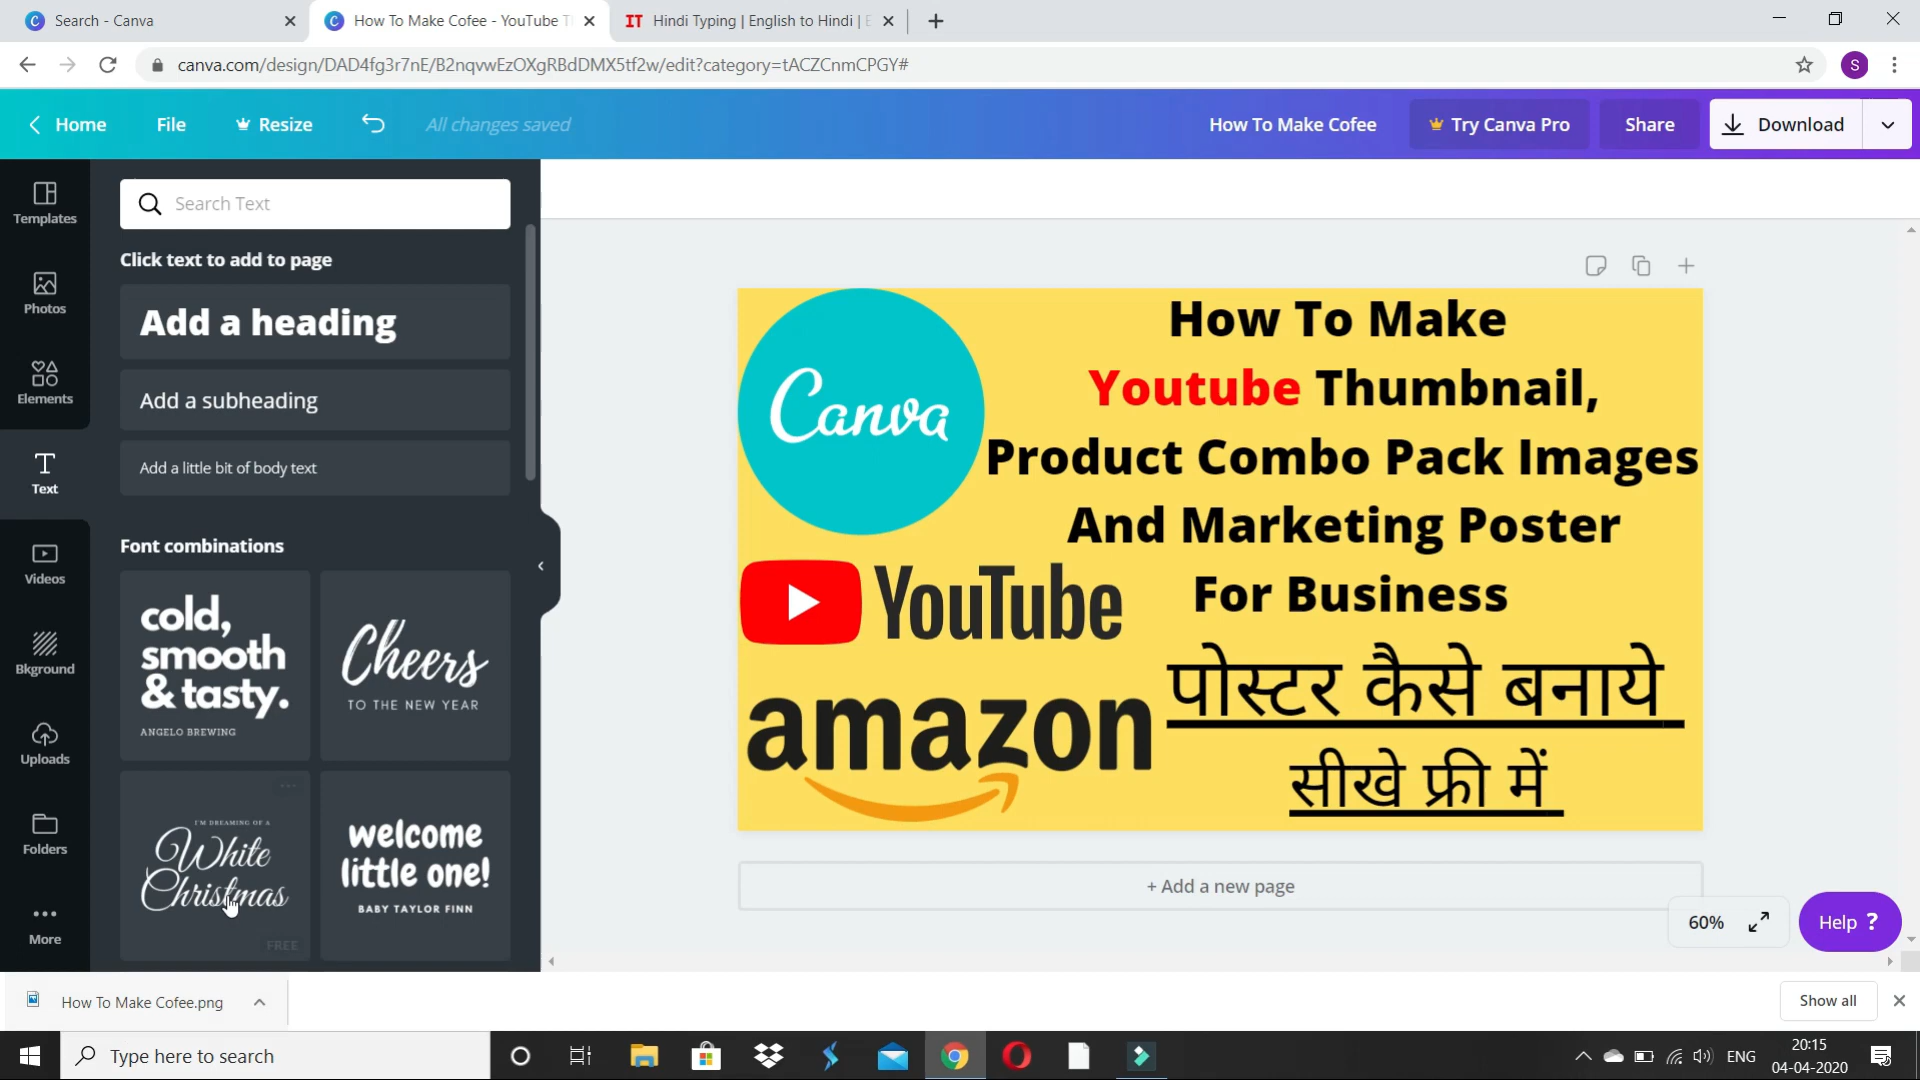 Search - Canva
How To Make Cofee - YouTube T
IT Hindi Typing | English to Hindi | E
canva.com/design/DAD4fg3r7nE/B2nqvwEzOXgRBdDMX5tf2w/edit?category=tACZCnmCPGY#
S
Home File Resize All changes saved How To Make Cofee Try Canva Pro Share Download
Templates
Photos
Elements
Text
Videos
Bkground
Uploads
Folders
More
Search Text
Click text to add to page
Add a heading
Add a subheading
Add a little bit of body text
Font combinations
cold,
smooth
& tasty.
ANGELO BREWING
Cheers
TO THE NEW YEAR
I'M DREAMING OF A
White
Christmas
FREE
welcome
little one!
BABY TAYLOR FINN
Canva
How To Make
Youtube Thumbnail,
Product Combo Pack Images
And Marketing Poster
For Business
YouTube
amazon
पोस्टर कैसे बनाये
सीखे फ्री में
+ Add a new page
60%
Help ?
How To Make Cofee.png
Show all
Type here to search
ENG
20:15
04-04-2020